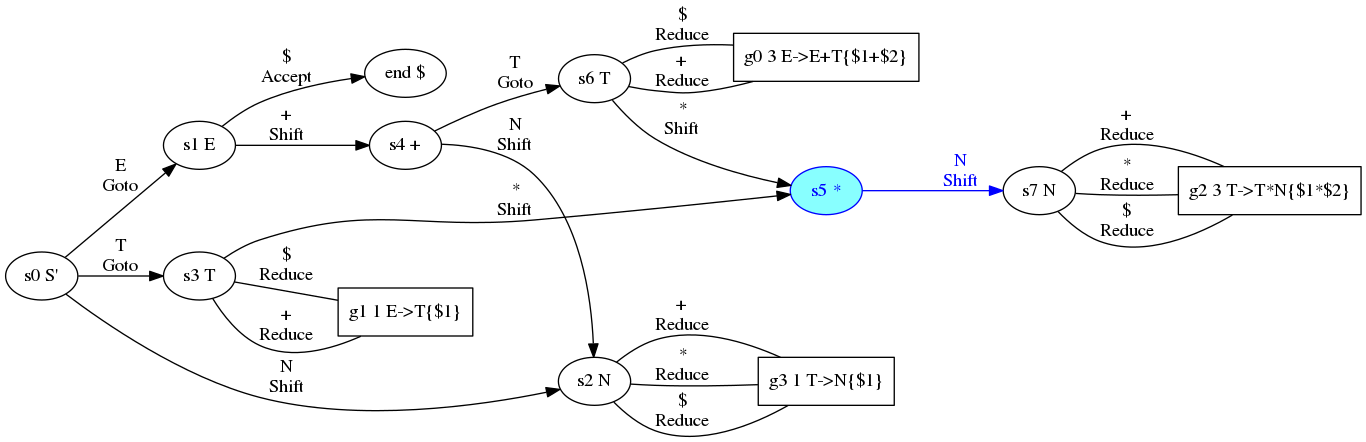 $
Reduce
g0 3 E->E+T{$1+$2}
+
Reduce
$
Accept
end $
T
Goto
s6 T
*
Shift
+
Shift
s1 E
s4 +
N
Shift
+
Reduce
E
Goto
N
Shift
s5 *
s7 N
*
Reduce
g2 3 T->T*N{$1*$2}
$
Reduce
*
Shift
T
Goto
s0 S'
s3 T
$
Reduce
g1 1 E->T{$1}
+
Reduce
N
Shift
+
Reduce
s2 N
*
Reduce
g3 1 T->N{$1}
$
Reduce